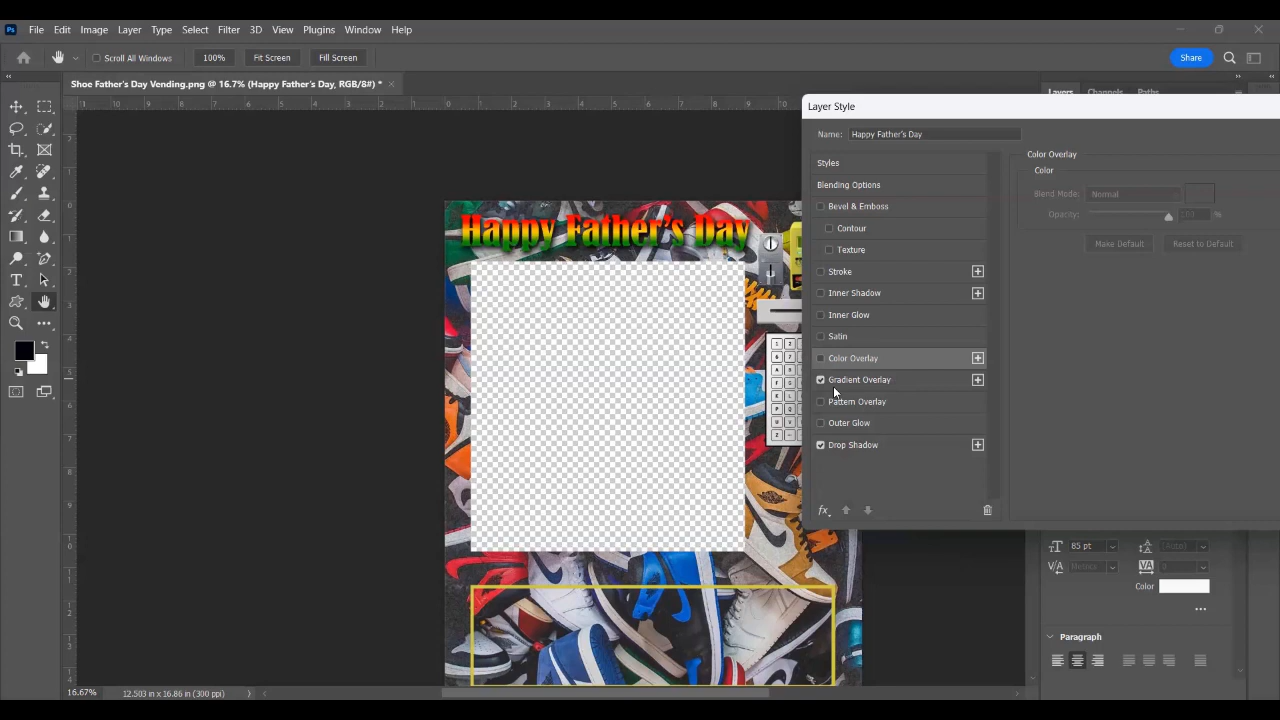 Ps File Edit Image Layer Type Select Filter 3D View Plugins Window Help
Scroll All Windows 100% Fit Screen Fill Screen Share
Shoe Father's Day Vending.png @ 16.7% (Happy Father's Day, RGB/8#) * ×
Layers Channels Paths
Layer Style
Name: Happy Father's Day
Styles
Blending Options
Bevel & Emboss
Contour
Texture
Stroke
Inner Shadow
Inner Glow
Satin
Color Overlay
Gradient Overlay
Pattern Overlay
Outer Glow
Drop Shadow
fx
Color Overlay
Color
Blend Mode: Normal
Opacity: %
Make Default Reset to Default
Happy Father's Day
85 pt (Auto)
Metrics 0
Color
Paragraph
16.67% 12.503 in x 16.86 in (300 ppi)